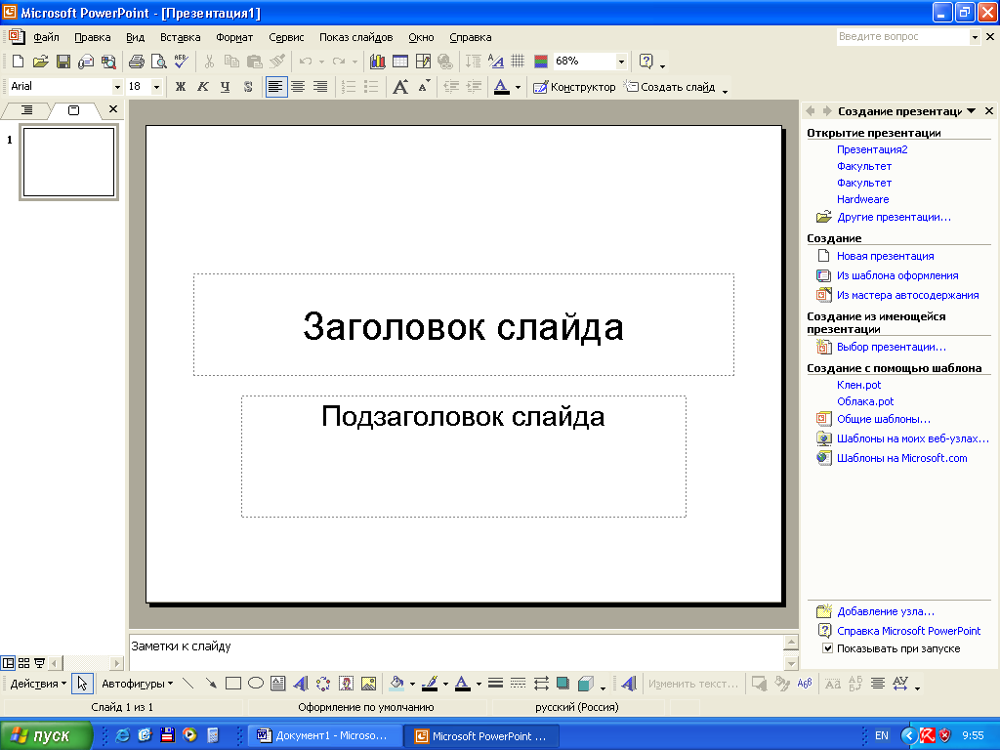 Microsoft PowerPoint - [Презентация1]
Файл Правка Вид Вставка Формат Сервис Показ слайдов Окно Справка Введите вопрос
68%
Arial 18 Ж К Ч S Конструктор Создать слайд
Создание презентаци
1
Открытие презентации
Презентация2
Факультет
Факультет
Hardweare
Другие презентации...
Создание
Новая презентация
Из шаблона оформления
Из мастера автосодержания
Создание из имеющейся
презентации
Выбор презентации...
Создание с помощью шаблона
Клен.pot
Облака.pot
Общие шаблоны...
Шаблоны на моих веб-узлах...
Шаблоны на Microsoft.com
Заголовок слайда
Подзаголовок слайда
Добавление узла...
Справка Microsoft PowerPoint
Показывать при запуске
Заметки к слайду
Действия Автофигуры Изменить текст...
Слайд 1 из 1 Оформление по умолчанию русский (Россия)
пуск Документ1 - Microso... Microsoft PowerPoint ... EN 9:55